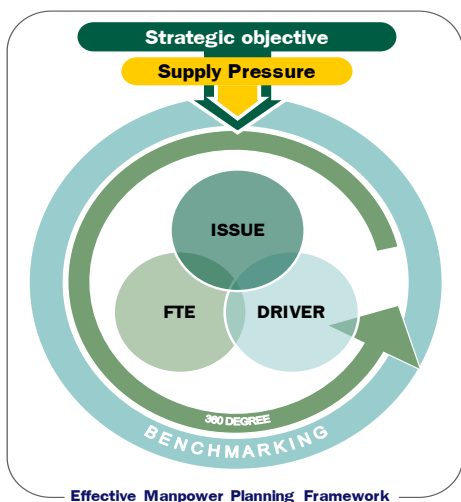 Strategic objective
Supply Pressure
ISSUE
FTE
DRIVER
360 DEGREE
BENCHMARKING
Effective Manpower Planning Framework